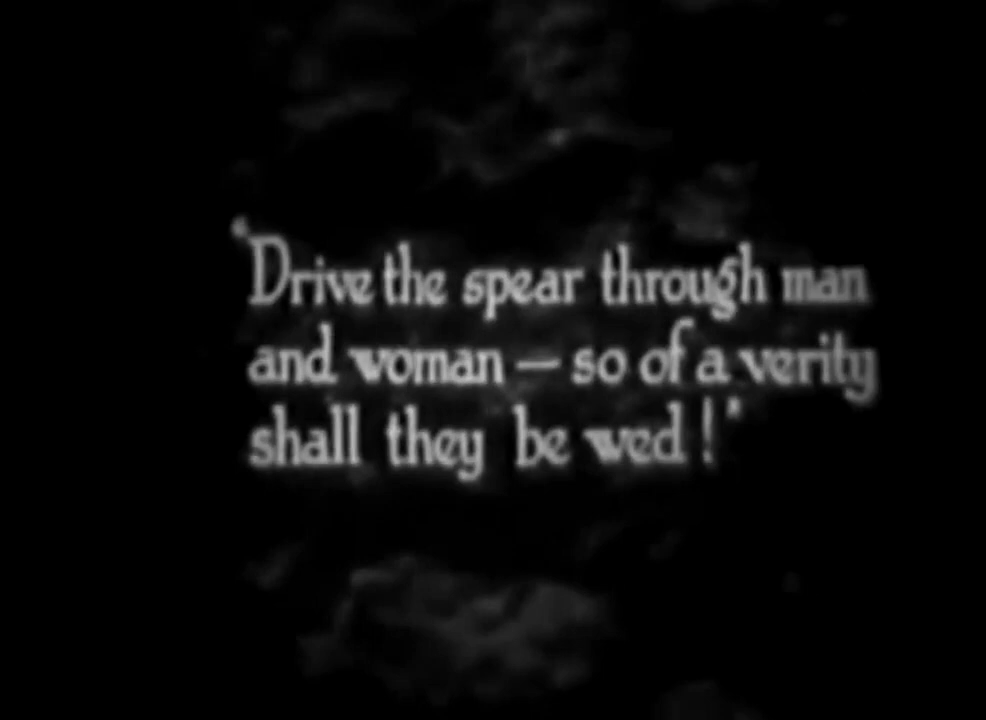 "Drive the spear through man
and woman — so of a verity
shall they be wed!"